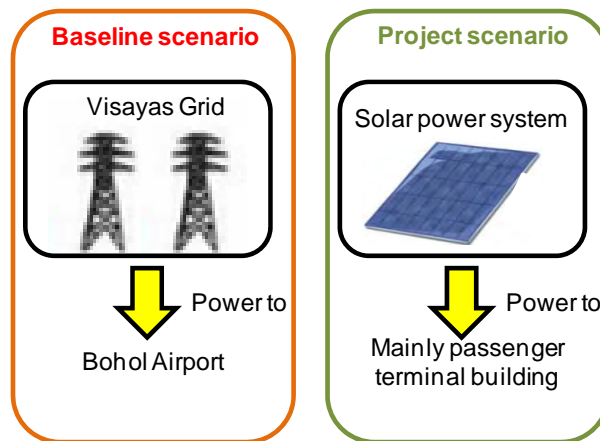 Baseline scenario
Visayas Grid
Power to
Bohol Airport
Project scenario
Solar power system
Power to
Mainly passenger
terminal building